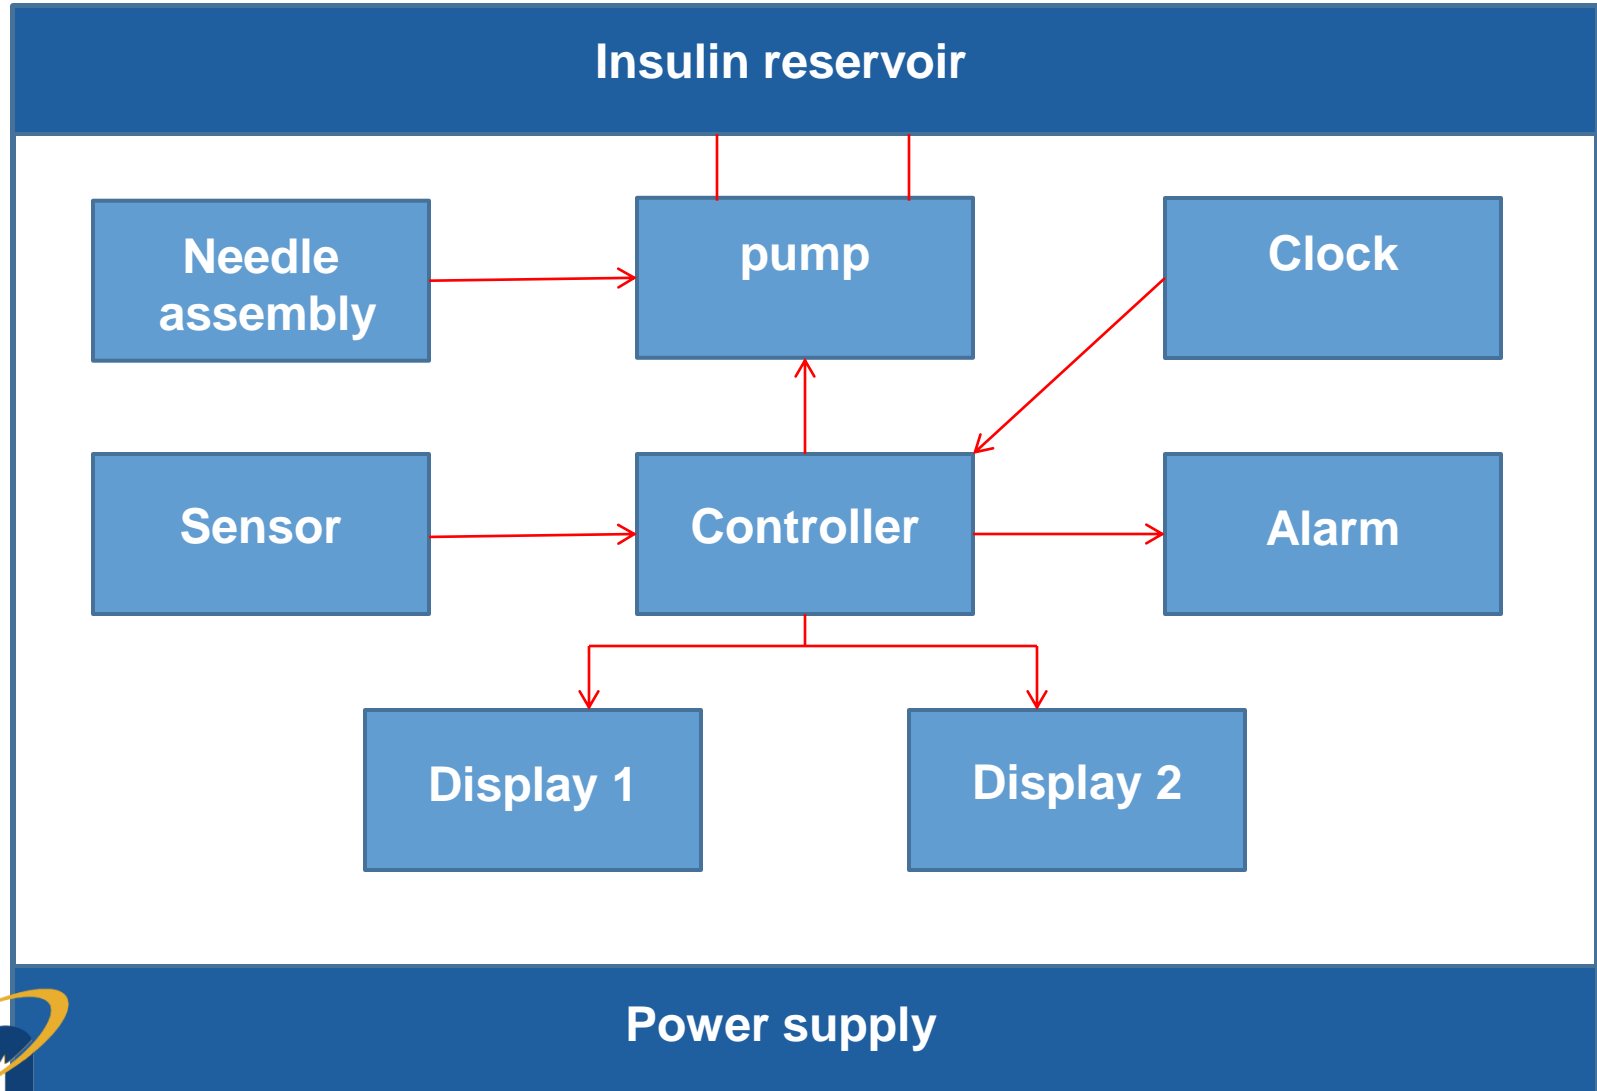 Insulin reservoir
Needle
assembly
pump
Clock
Sensor
Controller
Alarm
Display 1
Display 2
Power supply